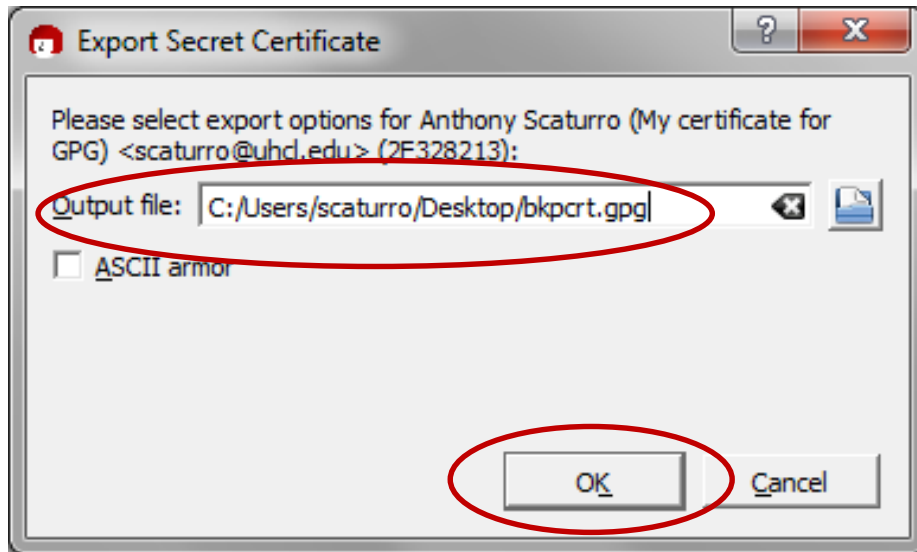 Export Secret Certificate
Please select export options for Anthony Scaturro (My certificate for
GPG) <scaturro@uhcl.edu> (2F328213):
Output file: C:/Users/scaturro/Desktop/bkpcrt.gpg
ASCII armor
OK Cancel